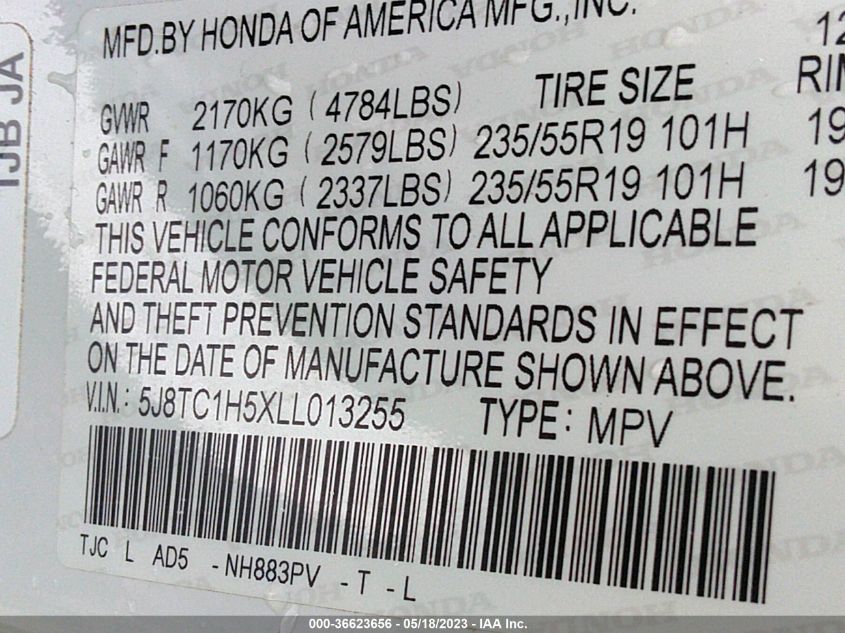 MFD.BY HONDA OF AMERICA MFG.,INC. 12
GVWR 2170KG (4784LBS) TIRE SIZE RIM
GAWR F 1170KG (2579LBS) 235/55R19 101H 19
GAWR R 1060KG (2337LBS) 235/55R19 101H 19
THIS VEHICLE CONFORMS TO ALL APPLICABLE
FEDERAL MOTOR VEHICLE SAFETY
AND THEFT PREVENTION STANDARDS IN EFFECT
ON THE DATE OF MANUFACTURE SHOWN ABOVE.
V.I.N.: 5J8TC1H5XLL013255 TYPE: MPV
TJC L AD5 -NH883PV -T -L
TJB JA
000-36623656 - 05/18/2023 - IAA Inc.